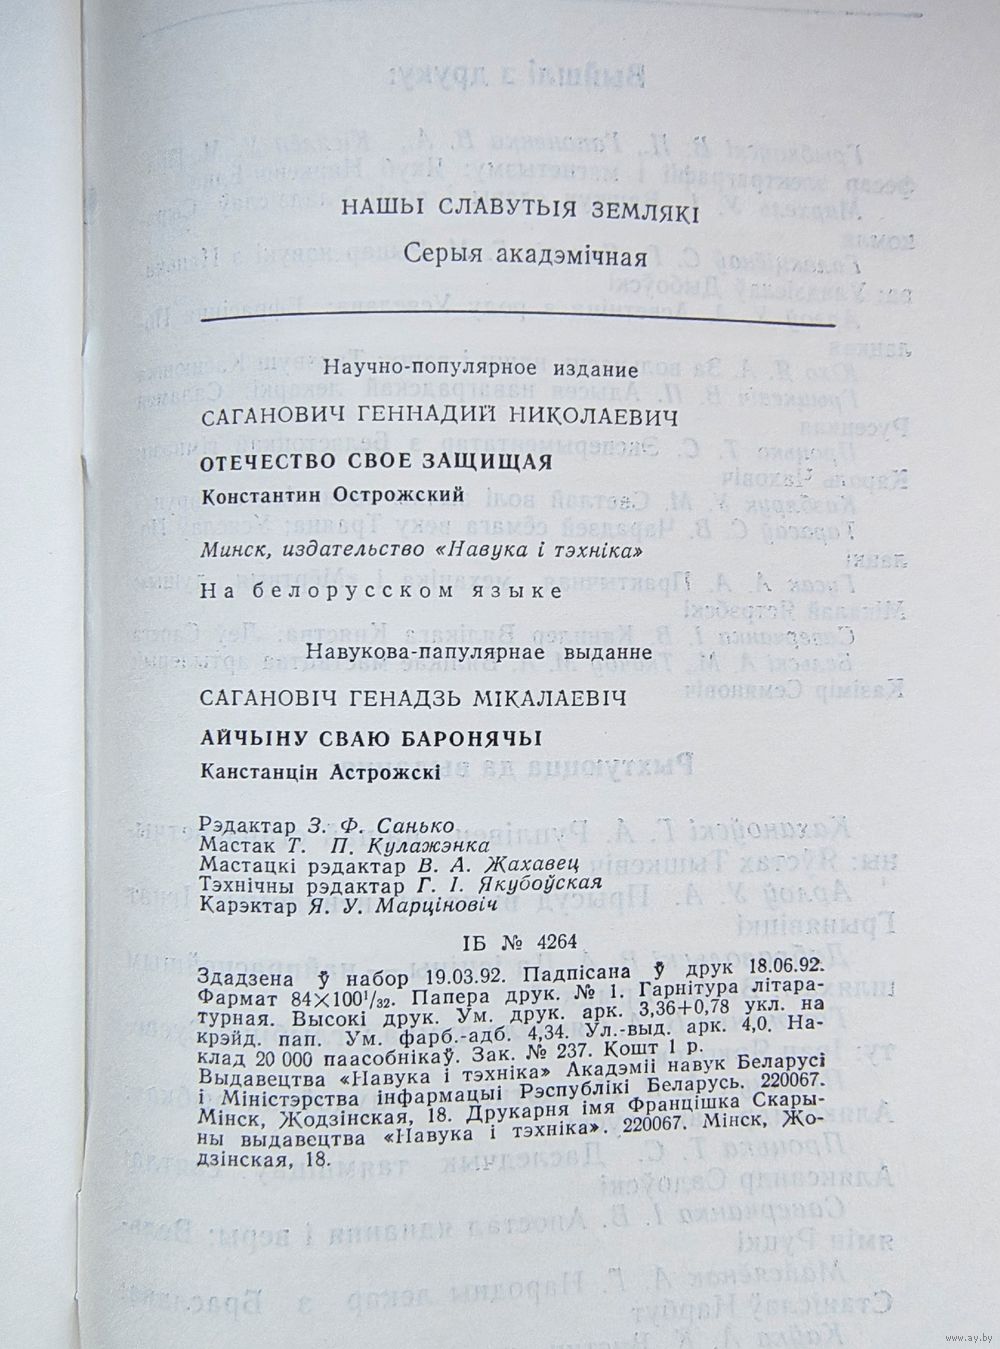 НАШЫ СЛАВУТЫЯ ЗЕМЛЯКІ
Серыя акадэмічная
Научно-популярное издание
САГАНОВИЧ ГЕННАДИЙ НИКОЛАЕВИЧ
ОТЕЧЕСТВО СВОЕ ЗАЩИЩАЯ
Константин Острожский
Минск, издательство «Навука і тэхніка»
На белорусском языке
Навукова-папулярнае выданне
САГАНОВІЧ ГЕНАДЗЬ МІКАЛАЕВІЧ
АЙЧЫНУ СВАЮ БАРОНЯЧЫ
Канстанцін Астрожскі
Рэдактар З. Ф. Санько
Мастак Т. П. Кулажэнка
Мастацкі рэдактар В. А. Жахавец
Тэхнічны рэдактар Г. І. Якубоўская
Карэктар Я. У. Марціновіч
ІБ № 4264
Здадзена ў набор 19.03.92. Падпісана ў друк 18.06.92.
Фармат 84×100¹/₃₂. Папера друк. № 1. Гарнітура літара-
турная. Высокі друк. Ум. друк. арк. 3,36+0,78 укл. на
крэйд. пап. Ум. фарб.-адб. 4,34. Ул.-выд. арк. 4,0. На-
клад 20 000 паасобнікаў. Зак. № 237. Кошт 1 р.
Выдавецтва «Навука і тэхніка» Акадэміі навук Беларусі
і Міністэрства інфармацыі Рэспублікі Беларусь. 220067.
Мінск, Жодзінская, 18. Друкарня імя Францішка Скары-
ны выдавецтва «Навука і тэхніка». 220067. Мінск, Жо-
дзінская, 18.
www.ay.by